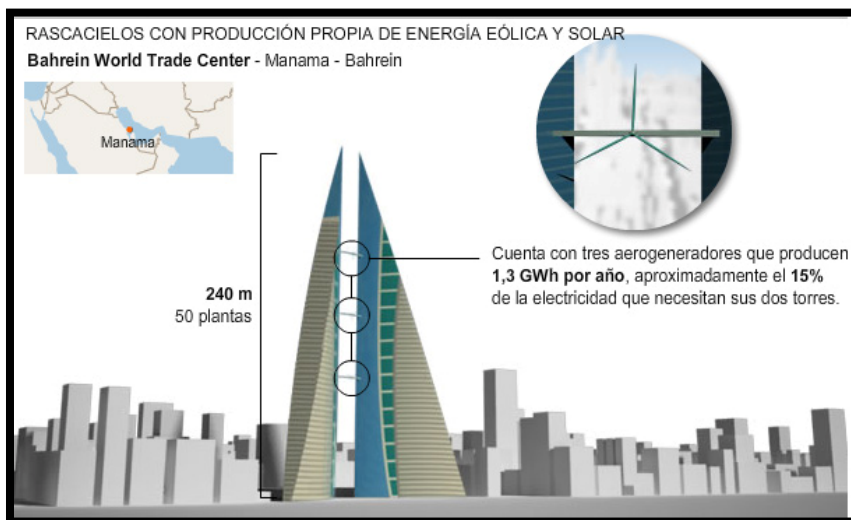 RASCACIELOS CON PRODUCCIÓN PROPIA DE ENERGÍA EÓLICA Y SOLAR
Bahrein World Trade Center - Manama - Bahrein
Manama
Cuenta con tres aerogeneradores que producen
1,3 GWh por año, aproximadamente el 15%
de la electricidad que necesitan sus dos torres.
240 m
50 plantas